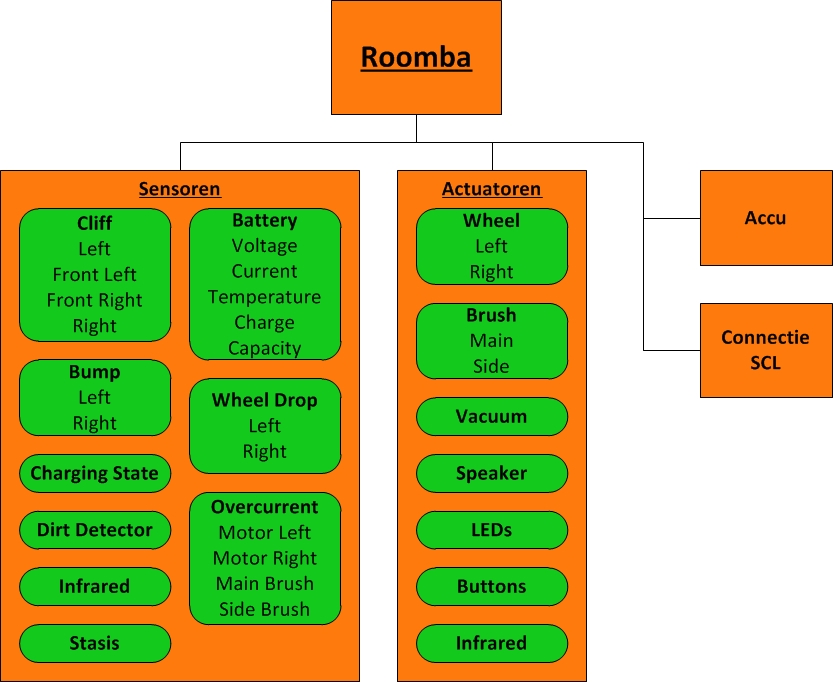 Roomba
Sensoren
Cliff
Left
Front Left
Front Right
Right
Bump
Left
Right
Charging State
Dirt Detector
Infrared
Stasis
Battery
Voltage
Current
Temperature
Charge
Capacity
Wheel Drop
Left
Right
Overcurrent
Motor Left
Motor Right
Main Brush
Side Brush
Actuatoren
Wheel
Left
Right
Brush
Main
Side
Vacuum
Speaker
LEDs
Buttons
Infrared
Accu
Connectie
SCL